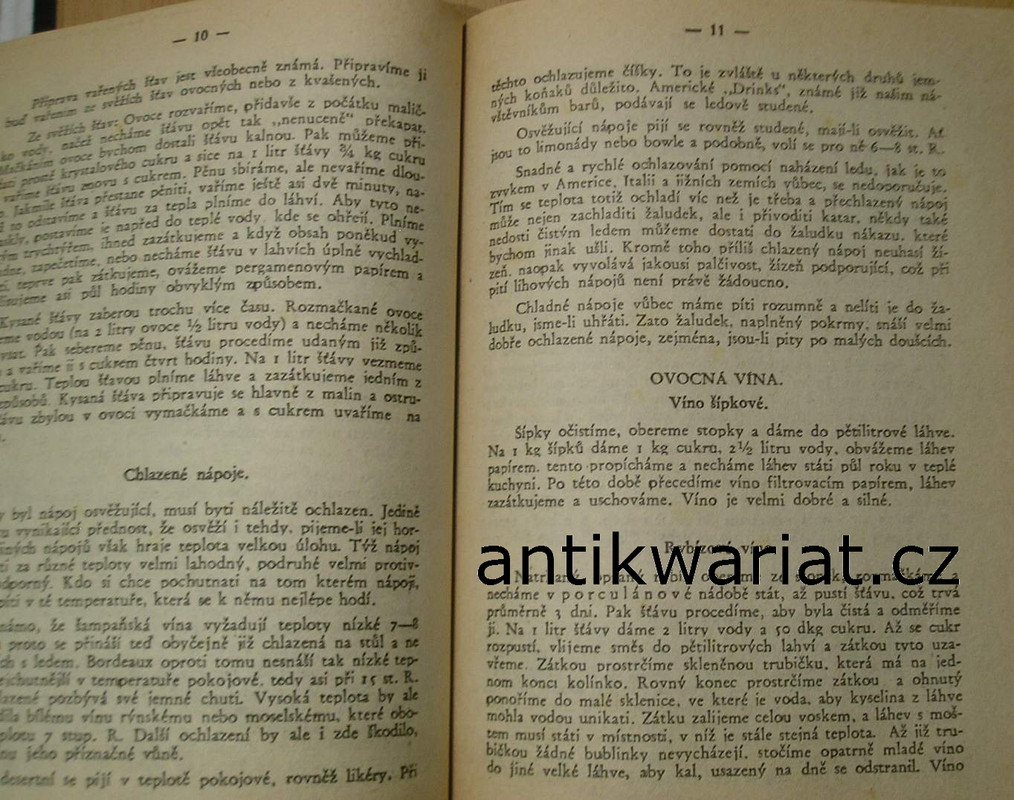 — 10 —
Příprava vařených šťav jest všeobecně známá. Připravíme ji
buď vařením ze svěžích šťav ovocných nebo z kvašených.
Ze svěžích šťav: Ovoce rozvaříme, přidavše z počátku malič-
ko vody, načež necháme šťávu opět tak „nenuceně" překapat.
Mačkáním ovoce bychom dostali šťávu kalnou. Pak můžeme při-
prosté krystalového cukru a sice na 1 litr šťávy ¾ kg cukru
vaříme šťávu znovu s cukrem. Pěnu sbíráme, ale nevaříme dlou-
Jakmile šťáva přestane pěniti, vaříme ještě asi dvě minuty, na-
to odstavíme a šťávu za tepla plníme do láhví. Aby tyto ne-
pukly, postavíme je napřed do teplé vody, kde se ohřejí. Plníme
trychtýřem, ihned zazátkujeme a když obsah poněkud vy-
zapečetíme, nebo necháme šťávu v lahvích úplně vychlad-
teprve pak zátkujeme, ovážeme pergamenovým papírem a
asi půl hodiny obvyklým způsobem.
Kysané šťávy zaberou trochu více času. Rozmačkané ovoce
vodou (na 2 litry ovoce ½ litru vody) a necháme několik
Pak sebereme pěnu, šťávu procedíme udaným již způ-
a vaříme ji s cukrem čtvrt hodiny. Na 1 litr šťávy vezmeme
cukru. Teplou šťavou plníme láhve a zazátkujeme jedním z
způsobů. Kysaná šťáva připravuje se hlavně z malin a ostru-
zbylou v ovoci vymačkáme a s cukrem uvaříme na
Chlazené nápoje.
byl nápoj osvěžující, musí byti náležitě ochlazen. Jedině
vynikající přednost, že osvěží i tehdy, pijeme-li jej hor-
nápojů však hraje teplota velkou úlohu. Týž nápoj
za různé teploty velmi lahodný, podruhé velmi protiv-
odporný. Kdo si chce pochutnati na tom kterém nápoji,
píti v té temperatuře, která se k němu nejlépe hodí.
známo, že šampaňská vína vyžadují teploty nízké 7—8
proto se přináší teď obyčejně již chlazená na stůl a ne
s ledem. Bordeaux oproti tomu nesnáší tak nízké tep-
v temperatuře pokojové, tedy asi při 15 st. R.
pozbývá své jemné chuti. Vysoká teplota by ale
bílému vínu rýnskému nebo moselskému, které obo-
7 stup. R. Další ochlazení by ale i zde škodilo,
jeho příznačné vůně.
desertní se pijí v teplotě pokojové, rovněž likéry. Při
— 11 —
těchto ochlazujeme číšky. To je zvláště u některých druhů jem-
ných koňaků důležito. Americké „Drinks", známé již našim ná-
vštěvníkům barů, podávají se ledově studené.
Osvěžující nápoje pijí se rovněž studené, mají-li osvěžit. Ať
jsou to limonády nebo bowle a podobně, volí se pro ně 6—8 st. R.
Snadné a rychlé ochlazování pomocí naházení ledu, jak je to
zvykem v Americe, Italii a jižních zemích vůbec, se nedoporučuje.
Tím se teplota totiž ochladí víc než je třeba a přechlazený nápoj
může nejen zachladiti žaludek, ale i přivoditi katar, někdy také
nedosti čistým ledem můžeme dostati do žaludku nákazu, které
bychom jinak ušli. Kromě toho příliš chlazený nápoj neuhasí ží-
zeň, naopak vyvolává jakousi palčivost, žízeň podporující, což při
pití lihových nápojů není právě žádoucno.
Chladné nápoje vůbec máme píti rozumně a nelíti je do ža-
ludku, jsme-li uhřáti. Zato žaludek, naplněný pokrmy, snáší velmi
dobře ochlazené nápoje, zejména, jsou-li pity po malých doušcích.
OVOCNÁ VÍNA.
Víno šípkové.
Šípky očistíme, obereme stopky a dáme do pětilitrové láhve.
Na 1 kg šípků dáme 1 kg cukru, 2½ litru vody, obvážeme láhev
papírem, tento propícháme a necháme láhev státi půl roku v teplé
kuchyni. Po této době přecedíme víno filtrovacím papírem, láhev
zazátkujeme a uschováme. Víno je velmi dobré a silné.
Rybízové víno.
antikwariat.cz
necháme v porculánové nádobě stát, až pustí šťávu, což trvá
průměrně 3 dni. Pak šťávu procedíme, aby byla čistá a odměříme
ji. Na 1 litr šťávy dáme 2 litry vody a 50 dkg cukru. Až se cukr
rozpustí, vlijeme směs do pětilitrových lahví a zátkou tyto uza-
vřeme. Zátkou prostrčíme skleněnou trubičku, která má na jed-
nom konci kolínko. Rovný konec prostrčíme zátkou a ohnutý
ponoříme do malé sklenice, ve které je voda, aby kyselina z láhve
mohla vodou unikati. Zátku zalijeme celou voskem, a láhev s moš-
tem musí státi v místnosti, v níž je stále stejná teplota. Až již tru-
bičkou žádné bublinky nevycházejí, stočíme opatrně mladé víno
do jiné velké láhve, aby kal, usazený na dně se odstranil. Víno